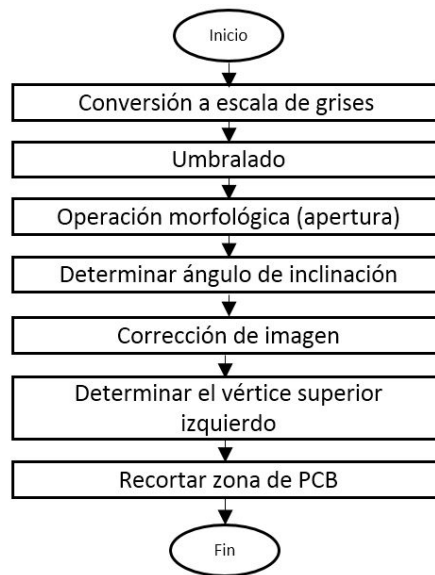 Inicio
Conversión a escala de grises
Umbralado
Operación morfológica (apertura)
Determinar ángulo de inclinación
Corrección de imagen
Determinar el vértice superior
izquierdo
Recortar zona de PCB
Fin